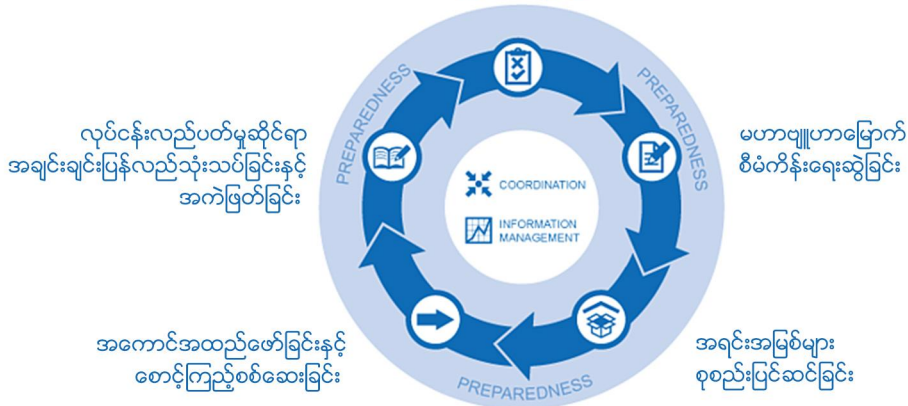 PREPAREDNESS
PREPAREDNESS
လုပ်ငန်းလည်ပတ်မှုဆိုင်ရာ
အချင်းချင်းပြန်လည်သုံးသပ်ခြင်းနှင့်
အကဲဖြတ်ခြင်း
မဟာဗျူဟာမြောက်
စီမံကိန်းရေးဆွဲခြင်း
COORDINATION
INFORMATION
MANAGEMENT
အကောင်အထည်ဖော်ခြင်းနှင့်
စောင့်ကြည့်စစ်ဆေးခြင်း
အရင်းအမြစ်များ
စုစည်းပြင်ဆင်ခြင်း
PREPAREDNESS